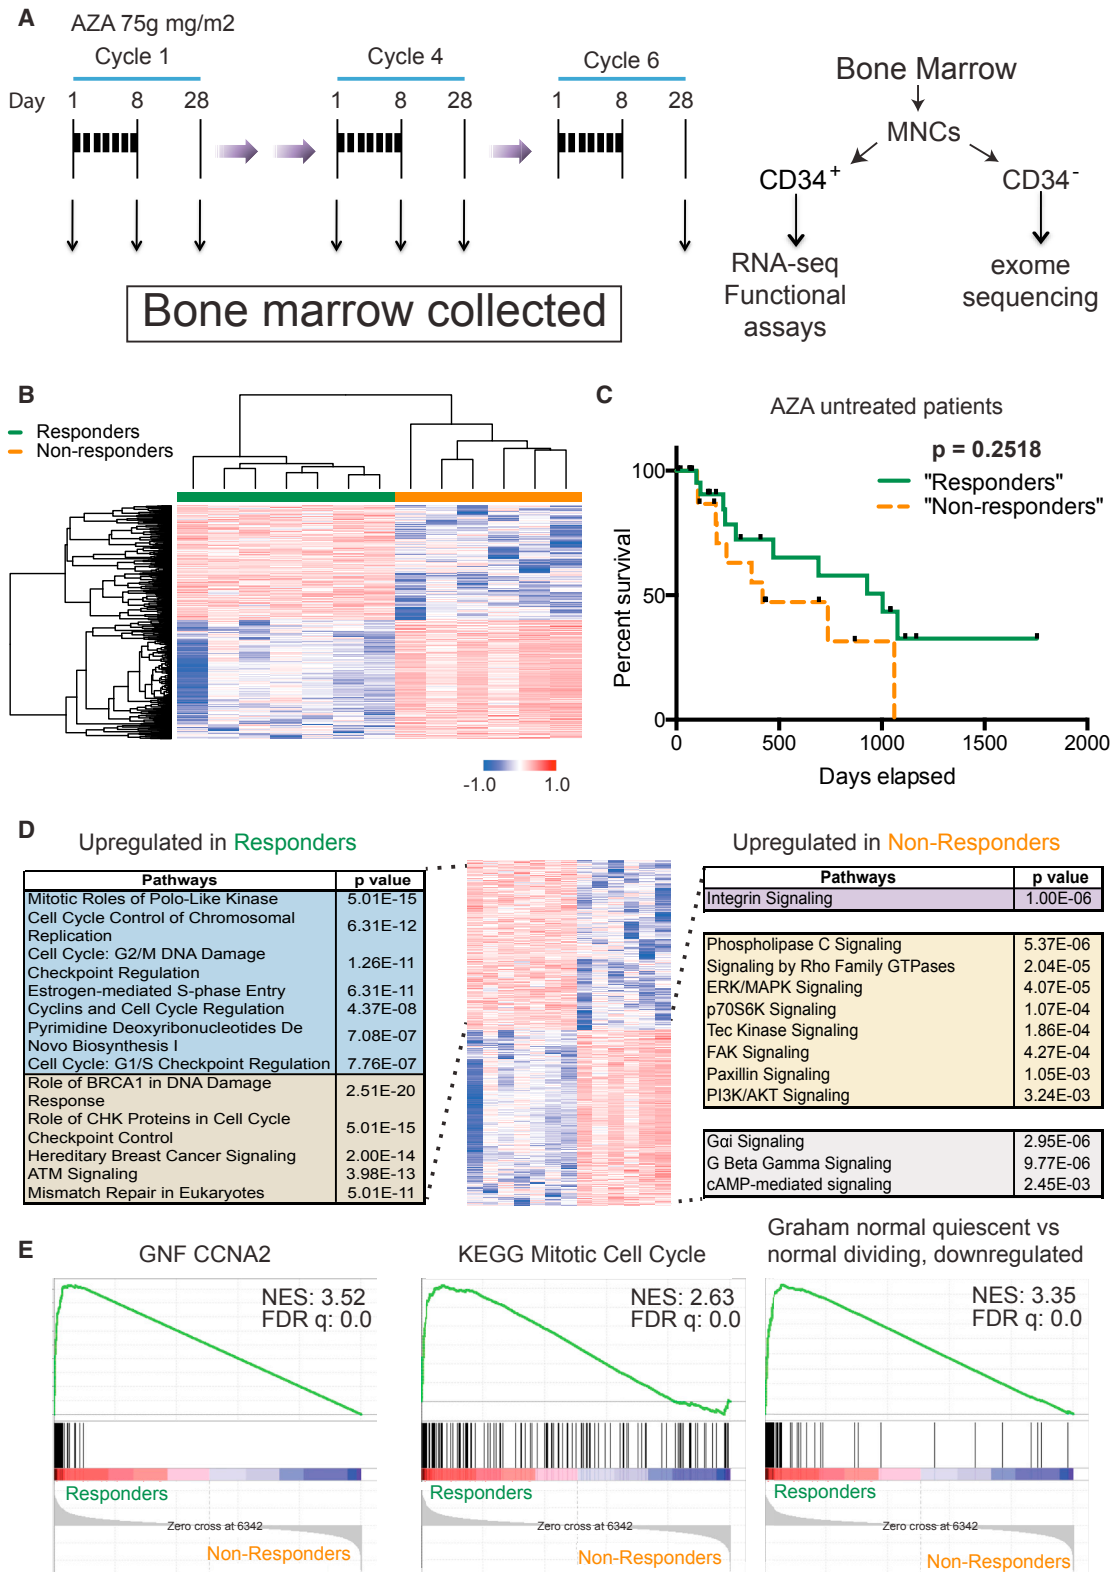 A
AZA 75g mg/m2
Cycle 1
Cycle 4
Cycle 6
Day
1 8 28
1 8 28
1 8 28
Bone marrow collected
Bone Marrow
MNCs
CD34+
CD34-
RNA-seq
Functional
assays
exome
sequencing
B
Responders
Non-responders
-1.0 1.0
C
AZA untreated patients
p = 0.2518
"Responders"
"Non-responders"
Percent survival
100
50
0
0 500 1000 1500 2000
Days elapsed
D
Upregulated in Responders
Pathways p value
Mitotic Roles of Polo-Like Kinase 5.01E-15
Cell Cycle Control of Chromosomal
Replication 6.31E-12
Cell Cycle: G2/M DNA Damage
Checkpoint Regulation 1.26E-11
Estrogen-mediated S-phase Entry 6.31E-11
Cyclins and Cell Cycle Regulation 4.37E-08
Pyrimidine Deoxyribonucleotides De
Novo Biosynthesis I 7.08E-07
Cell Cycle: G1/S Checkpoint Regulation 7.76E-07
Role of BRCA1 in DNA Damage
Response 2.51E-20
Role of CHK Proteins in Cell Cycle
Checkpoint Control 5.01E-15
Hereditary Breast Cancer Signaling 2.00E-14
ATM Signaling 3.98E-13
Mismatch Repair in Eukaryotes 5.01E-11
Upregulated in Non-Responders
Pathways p value
Integrin Signaling 1.00E-06
Phospholipase C Signaling 5.37E-06
Signaling by Rho Family GTPases 2.04E-05
ERK/MAPK Signaling 4.07E-05
p70S6K Signaling 1.07E-04
Tec Kinase Signaling 1.86E-04
FAK Signaling 4.27E-04
Paxillin Signaling 1.05E-03
PI3K/AKT Signaling 3.24E-03
Gαi Signaling 2.95E-06
G Beta Gamma Signaling 9.77E-06
cAMP-mediated signaling 2.45E-03
E
GNF CCNA2
NES: 3.52
FDR q: 0.0
Responders
Zero cross at 6342
Non-Responders
KEGG Mitotic Cell Cycle
NES: 2.63
FDR q: 0.0
Responders
Zero cross at 6342
Non-Responders
Graham normal quiescent vs
normal dividing, downregulated
NES: 3.35
FDR q: 0.0
Responders
Zero cross at 6342
Non-Responders